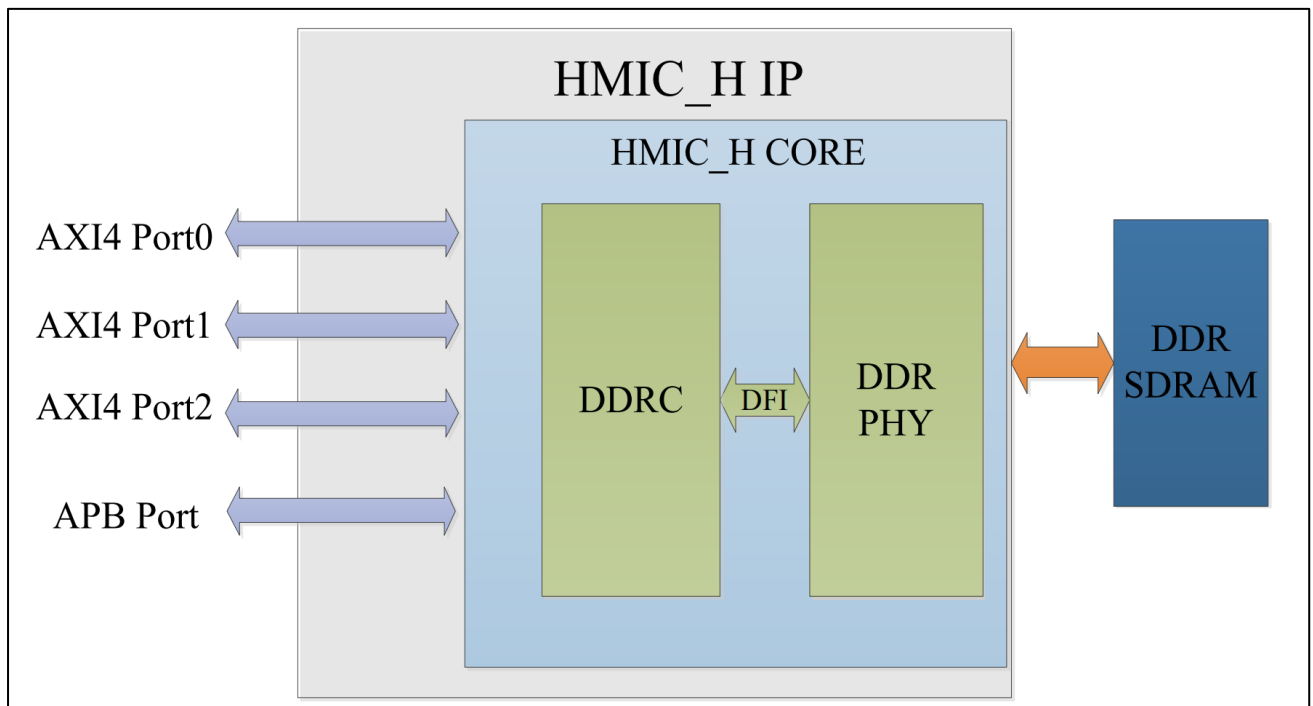 HMIC_H IP
HMIC_H CORE
AXI4 Port0
AXI4 Port1
AXI4 Port2
APB Port
DDRC
DFI
DDR
PHY
DDR
SDRAM